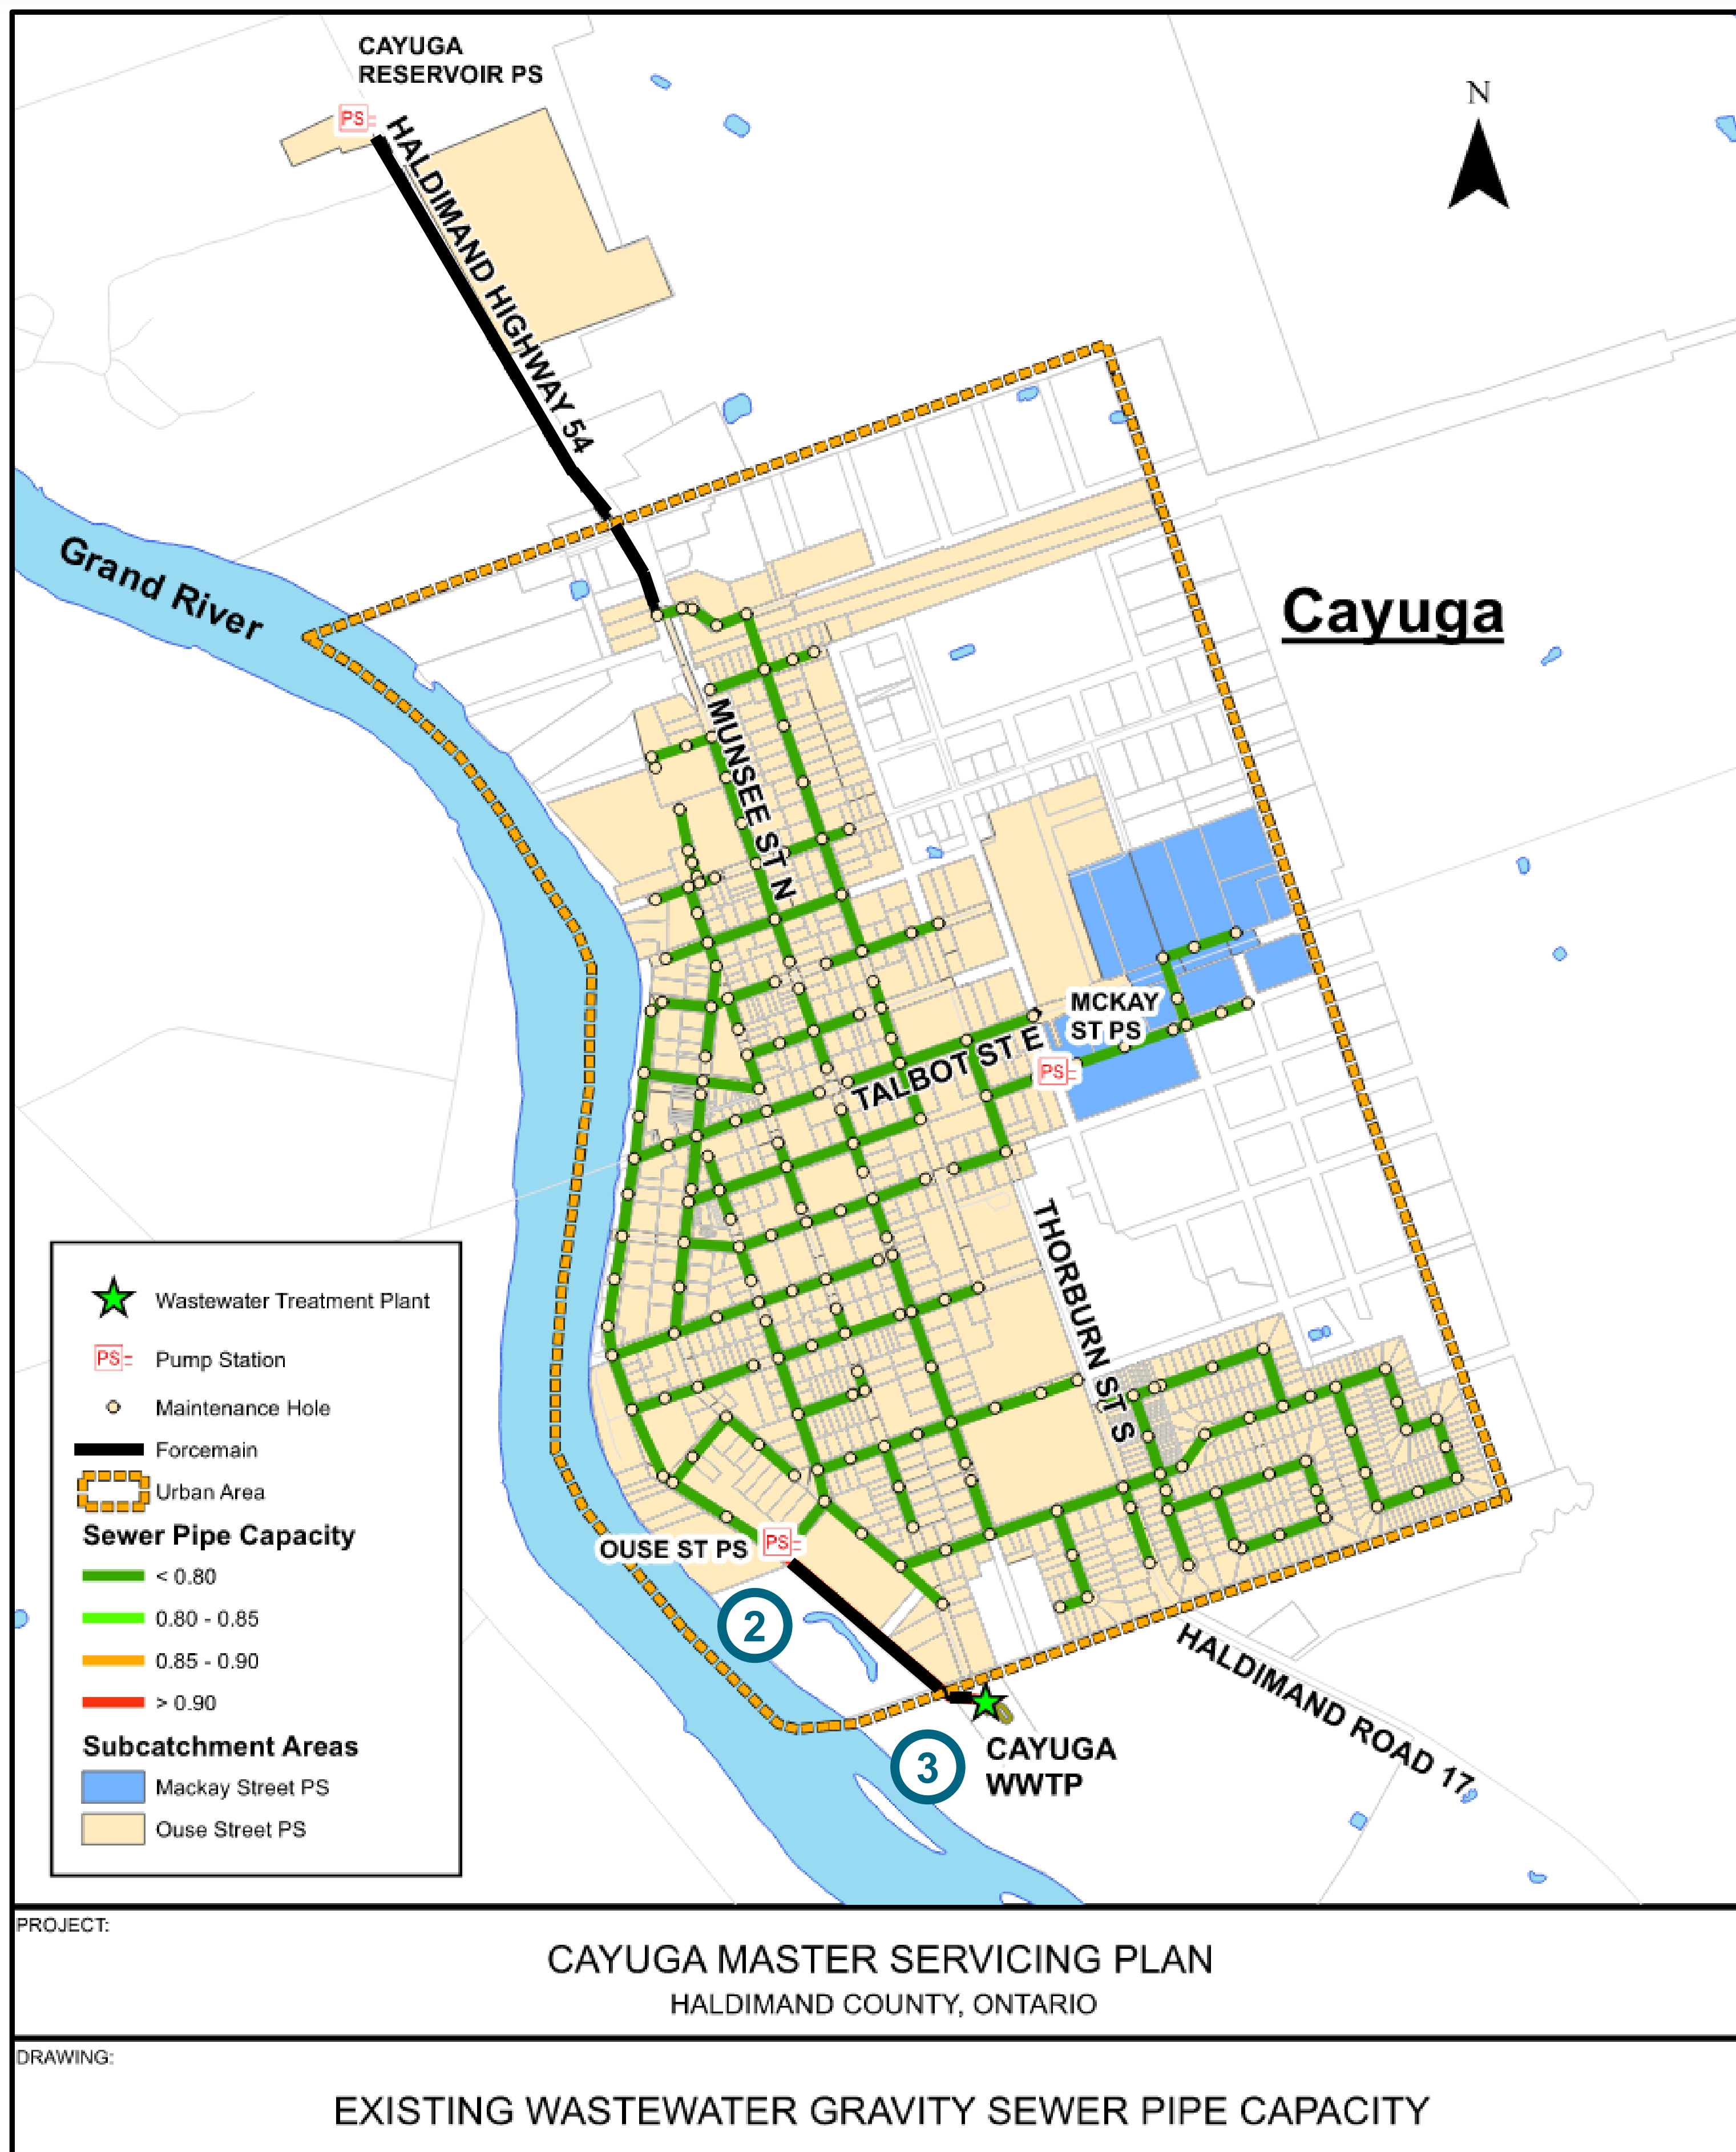 CAYUGA
RESERVOIR PS
PS
N
HALDIMAND HIGHWAY 54
Grand River
Cayuga
MUNSEE ST N
MCKAY
ST PS
TALBOT ST E
PS
THORBURN ST S
Wastewater Treatment Plant
PS Pump Station
Maintenance Hole
Forcemain
Urban Area
Sewer Pipe Capacity
< 0.80
0.80 - 0.85
0.85 - 0.90
> 0.90
Subcatchment Areas
Mackay Street PS
Ouse Street PS
OUSE ST PS
PS
2
HALDIMAND ROAD 17
3
CAYUGA
WWTP
PROJECT:
CAYUGA MASTER SERVICING PLAN
HALDIMAND COUNTY, ONTARIO
DRAWING:
EXISTING WASTEWATER GRAVITY SEWER PIPE CAPACITY